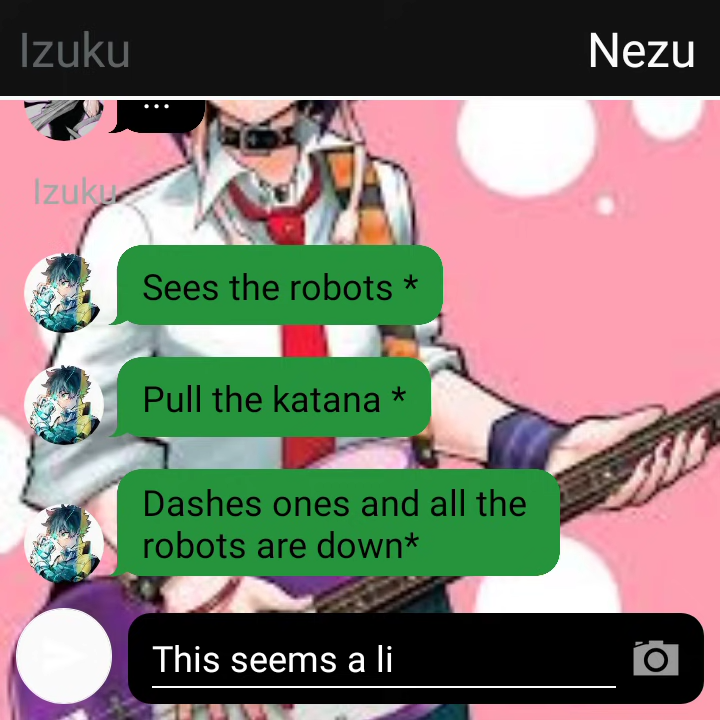 Izuku
Nezu
...
Izuku
Sees the robots *
Pull the katana *
Dashes ones and all the
robots are down*
This seems a li